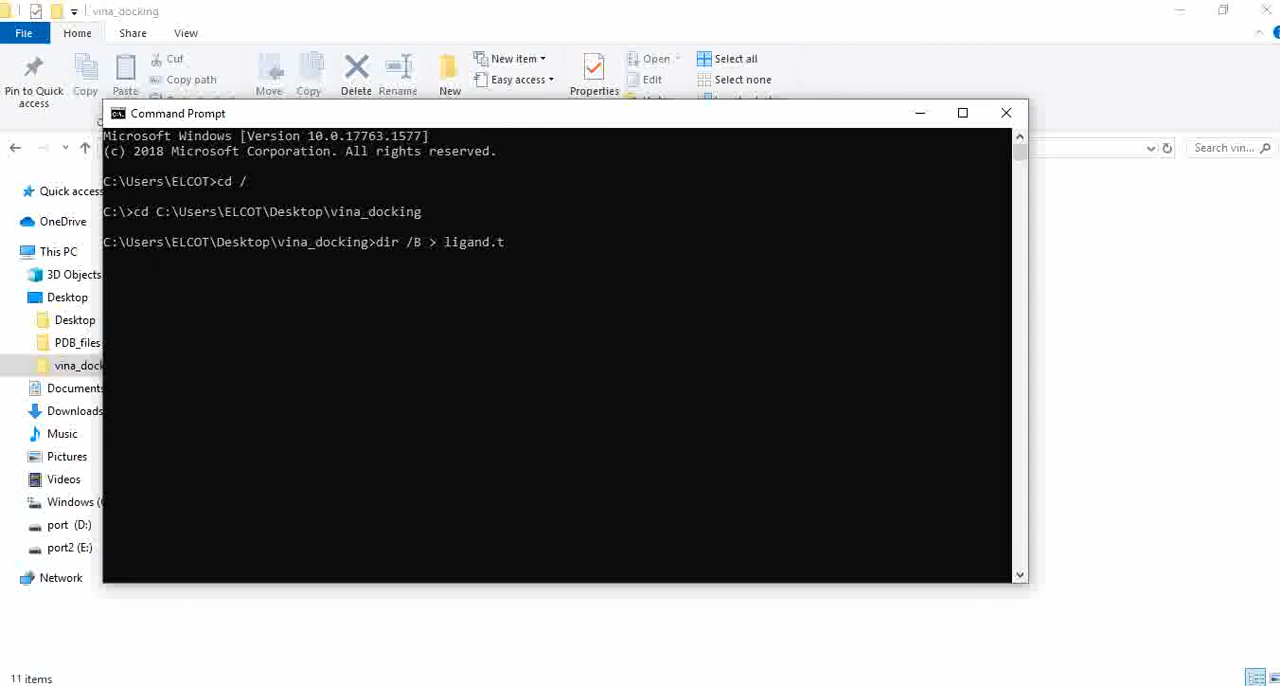 vina_docking
File Home Share View
Pin to Quick access
Copy
Paste
Cut
Copy path
Move
Copy
Delete
Rename
New
New item
Easy access
Properties
Open
Edit
Select all
Select none
Command Prompt
Microsoft Windows [Version 10.0.17763.1577]
(c) 2018 Microsoft Corporation. All rights reserved.
C:\Users\ELCOT>cd /
C:\>cd C:\Users\ELCOT\Desktop\vina_docking
C:\Users\ELCOT\Desktop\vina_docking>dir /B > ligand.t
Search vin...
Quick access
OneDrive
This PC
3D Objects
Desktop
Desktop
PDB_files
vina_dock
Documents
Downloads
Music
Pictures
Videos
Windows (
port (D:)
port2 (E:)
Network
11 items